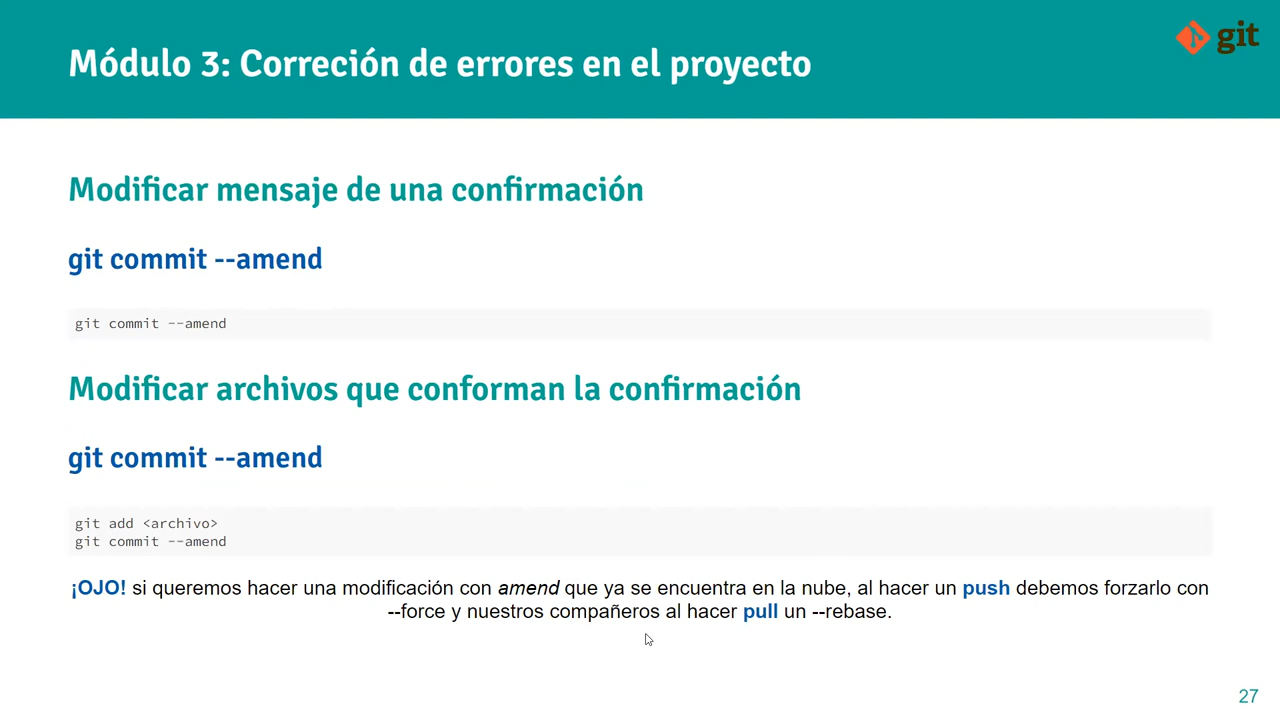 Módulo 3: Correción de errores en el proyecto
git
Modificar mensaje de una confirmación
git commit --amend
git commit --amend
Modificar archivos que conforman la confirmación
git commit --amend
git add <archivo>
git commit --amend
¡OJO! si queremos hacer una modificación con amend que ya se encuentra en la nube, al hacer un push debemos forzarlo con
--force y nuestros compañeros al hacer pull un --rebase.
27